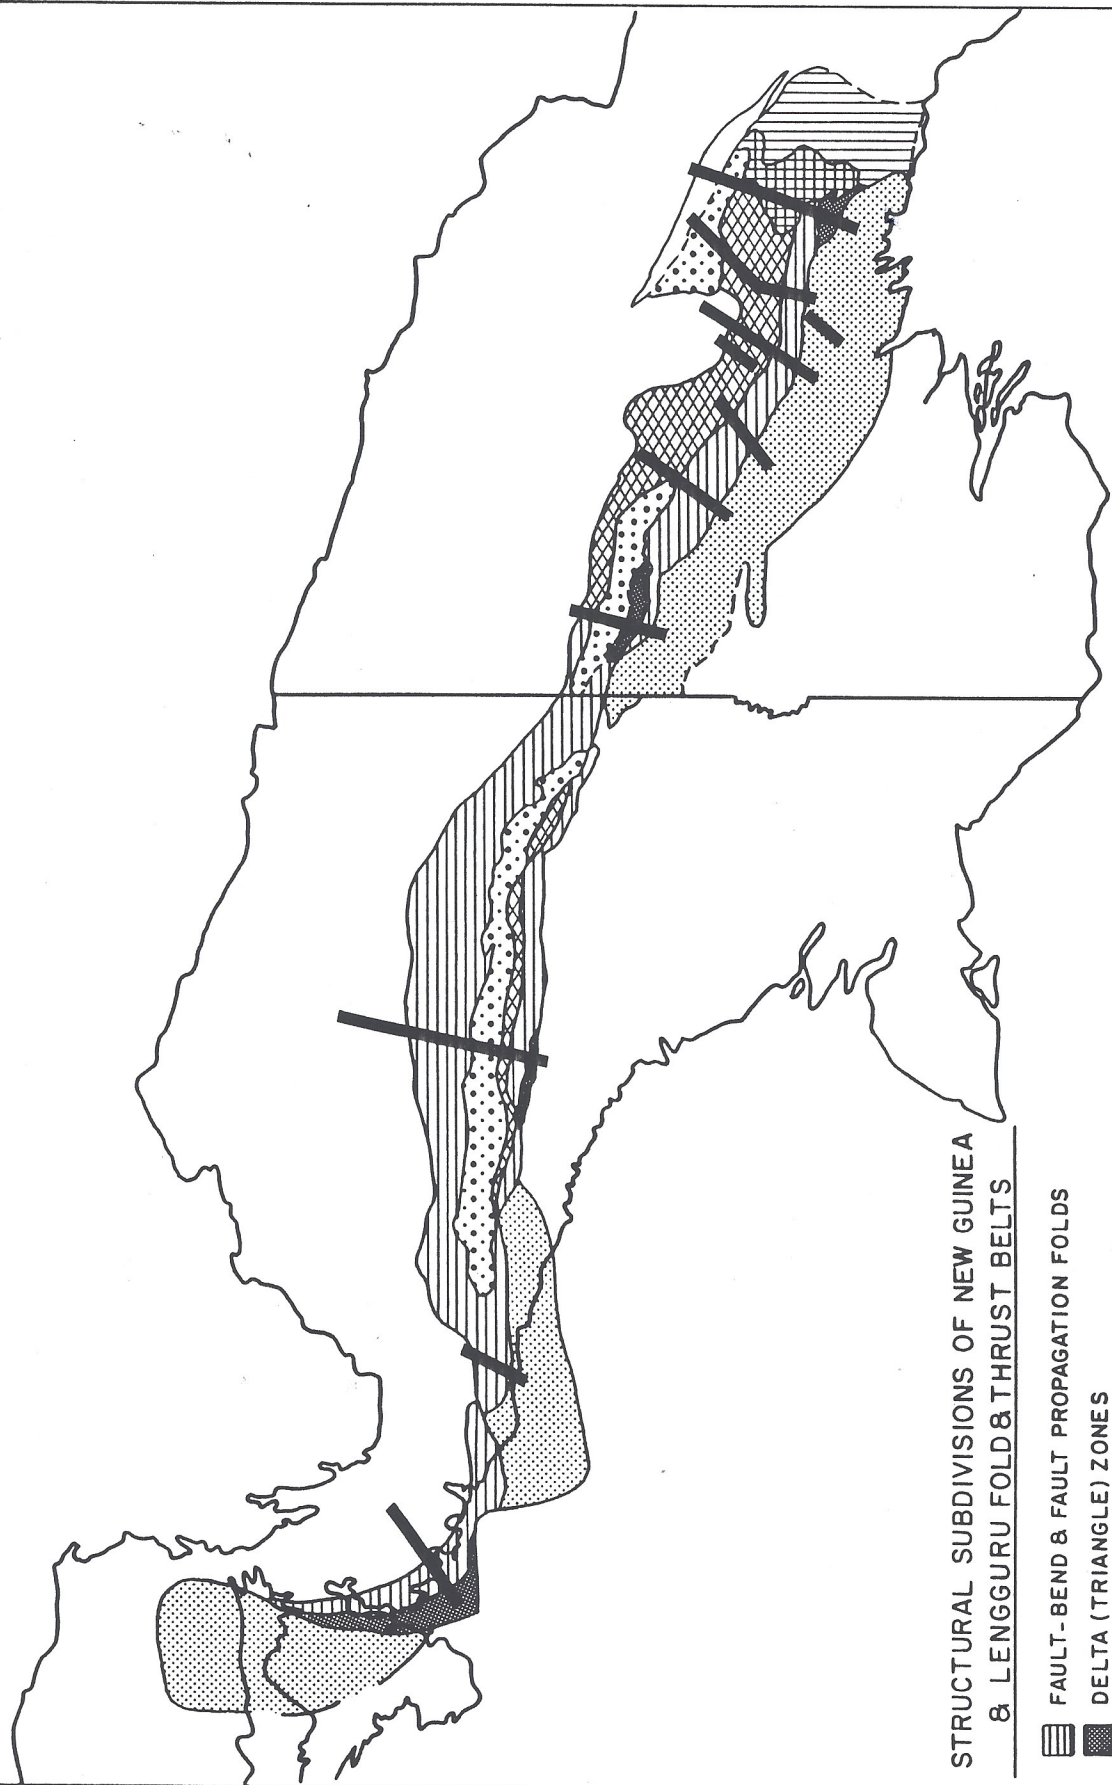 STRUCTURAL SUBDIVISIONS OF NEW GUINEA
& LENGGURU FOLD & THRUST BELTS
FAULT-BEND & FAULT PROPAGATION FOLDS
DELTA (TRIANGLE) ZONES